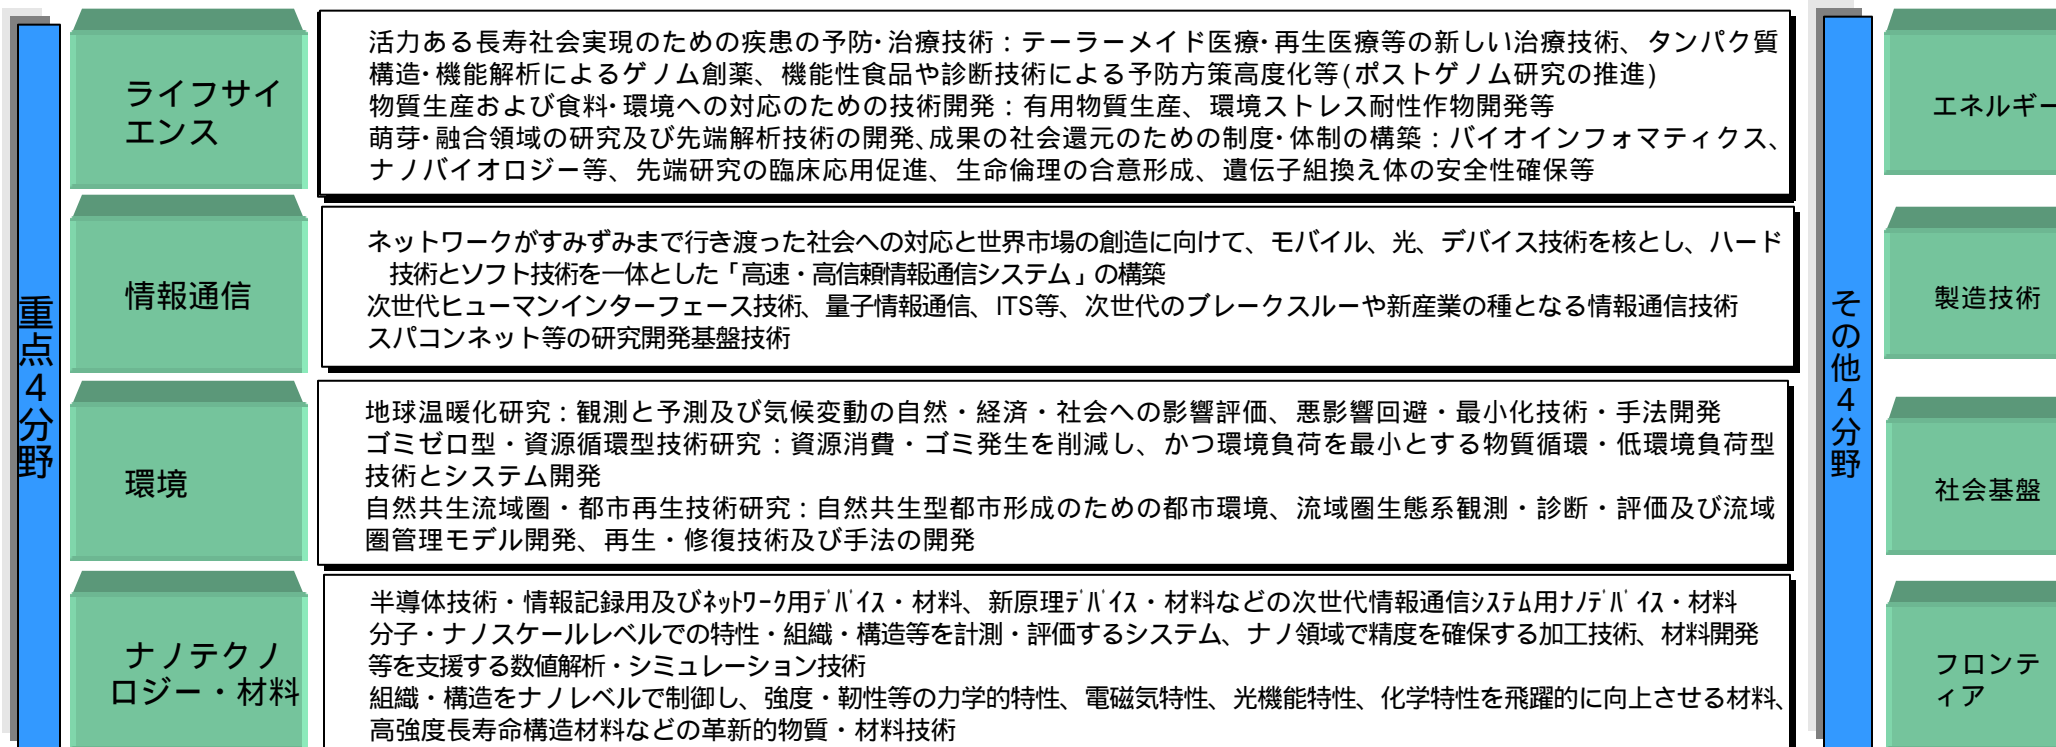 重点4分野
ライフサイ
エンス
活力ある長寿社会実現のための疾患の予防・治療技術：テーラーメイド医療・再生医療等の新しい治療技術、タンパク質
構造・機能解析によるゲノム創薬、機能性食品や診断技術による予防方策高度化等(ポストゲノム研究の推進)
物質生産および食料・環境への対応のための技術開発：有用物質生産、環境ストレス耐性作物開発等
萌芽・融合領域の研究及び先端解析技術の開発、成果の社会還元のための制度・体制の構築：バイオインフォマティクス、
ナノバイオロジー等、先端研究の臨床応用促進、生命倫理の合意形成、遺伝子組換え体の安全性確保等
情報通信
ネットワークがすみずみまで行き渡った社会への対応と世界市場の創造に向けて、モバイル、光、デバイス技術を核とし、ハード
技術とソフト技術を一体とした「高速・高信頼情報通信システム」の構築
次世代ヒューマンインターフェース技術、量子情報通信、ITS等、次世代のブレークスルーや新産業の種となる情報通信技術
スパコンネット等の研究開発基盤技術
環境
地球温暖化研究：観測と予測及び気候変動の自然・経済・社会への影響評価、悪影響回避・最小化技術・手法開発
ゴミゼロ型・資源循環型技術研究：資源消費・ゴミ発生を削減し、かつ環境負荷を最小とする物質循環・低環境負荷型
技術とシステム開発
自然共生流域圏・都市再生技術研究：自然共生型都市形成のための都市環境、流域圏生態系観測・診断・評価及び流域
圏管理モデル開発、再生・修復技術及び手法の開発
ナノテクノ
ロジー・材料
半導体技術・情報記録用及びﾈｯﾄﾜｰｸ用ﾃﾞﾊﾞｲｽ・材料、新原理ﾃﾞﾊﾞｲｽ・材料などの次世代情報通信ｼｽﾃﾑ用ﾅﾉﾃﾞﾊﾞｲｽ・材料
分子・ナノスケールレベルでの特性・組織・構造等を計測・評価するシステム、ナノ領域で精度を確保する加工技術、材料開発
等を支援する数値解析・シミュレーション技術
組織・構造をナノレベルで制御し、強度・靭性等の力学的特性、電磁気特性、光機能特性、化学特性を飛躍的に向上させる材料、
高強度長寿命構造材料などの革新的物質・材料技術
その他4分野
エネルギー
製造技術
社会基盤
フロンテ
ィア